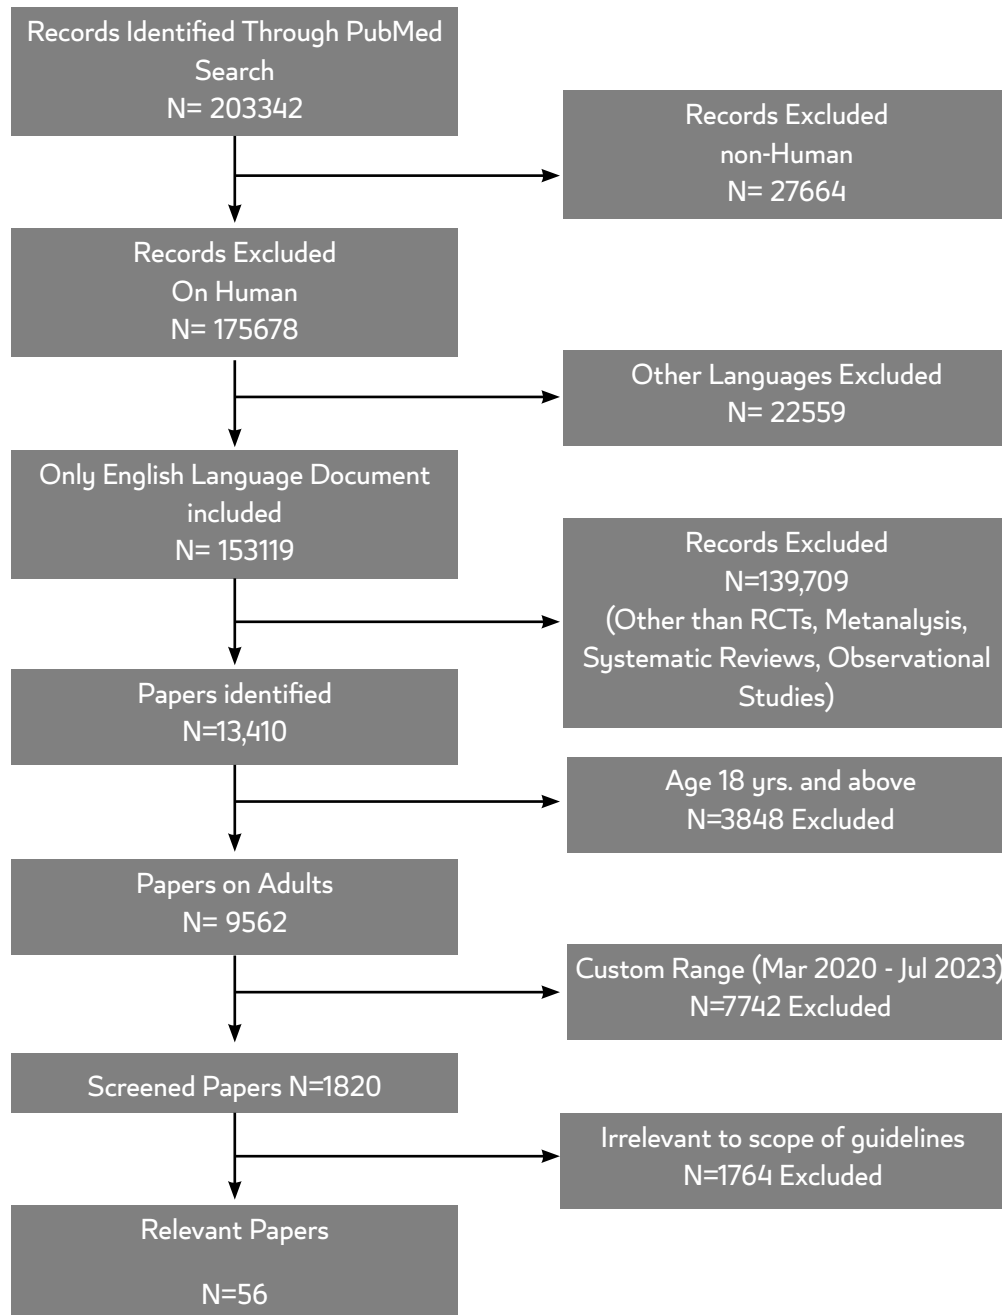 Records Identified Through PubMed
Search
N= 203342
Records Excluded
non-Human
N= 27664
Records Excluded
On Human
N= 175678
Other Languages Excluded
N= 22559
Only English Language Document
included
N= 153119
Records Excluded
N=139,709
(Other than RCTs, Metanalysis,
Systematic Reviews, Observational
Studies)
Papers identified
N=13,410
Age 18 yrs. and above
N=3848 Excluded
Papers on Adults
N= 9562
Custom Range (Mar 2020 - Jul 2023)
N=7742 Excluded
Screened Papers N=1820
Irrelevant to scope of guidelines
N=1764 Excluded
Relevant Papers
N=56